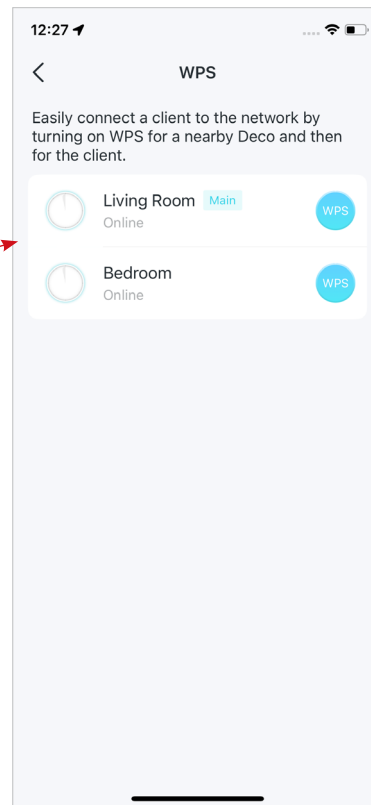 12:27
WPS
Easily connect a client to the network by
turning on WPS for a nearby Deco and then
for the client.
Living Room Main WPS
Online
Bedroom WPS
Online